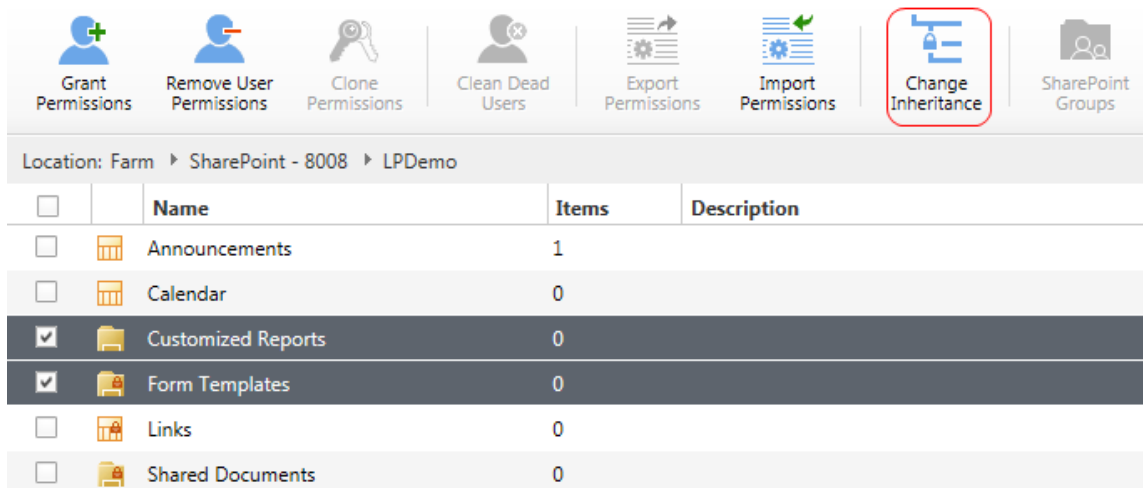 Grant Permissions
Remove User Permissions
Clone Permissions
Clean Dead Users
Export Permissions
Import Permissions
Change Inheritance
SharePoint Groups
Location: Farm SharePoint - 8008 LPDemo
Name Items Description
Announcements 1
Calendar 0
Customized Reports 0
Form Templates 0
Links 0
Shared Documents 0